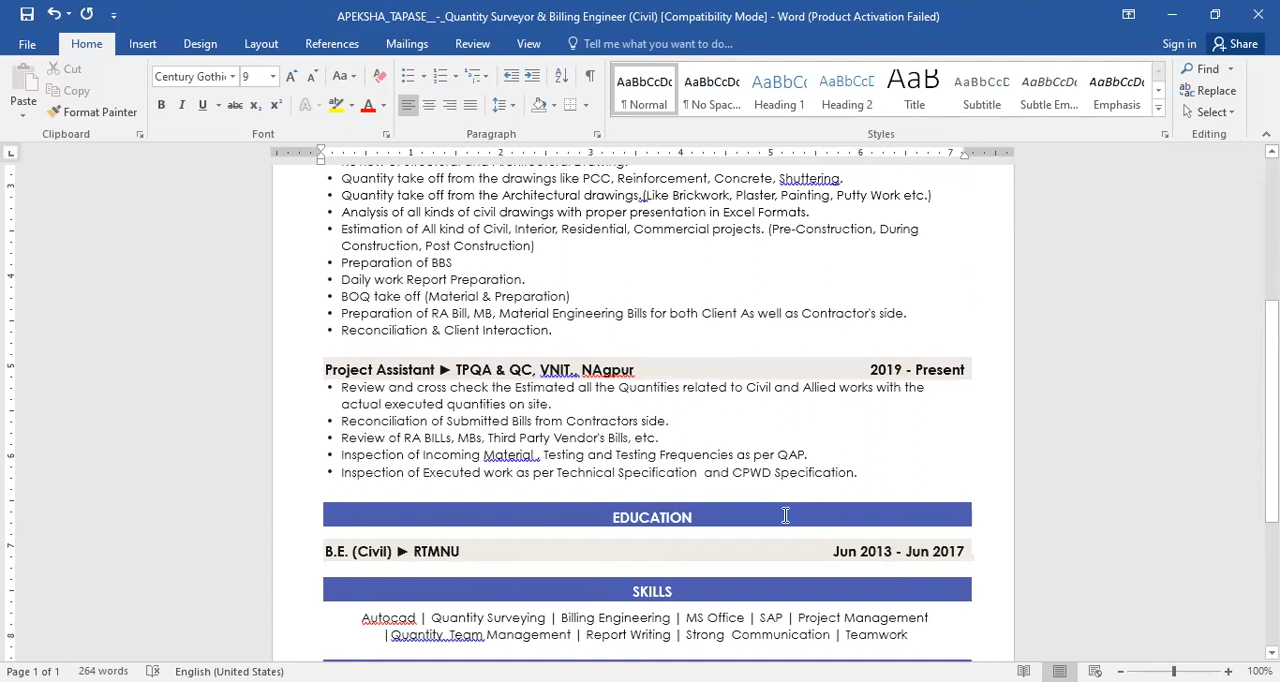 APEKSHA_TAPASE__-_Quantity Surveyor & Billing Engineer (Civil) [Compatibility Mode] - Word (Product Activation Failed)
File Home Insert Design Layout References Mailings Review View Tell me what you want to do... Sign in Share
Paste Cut Copy Format Painter
Century Gothi 9
AaBbCcDc AaBbCcDc AaBbCc AaBbCcD AaB AaBbCcD AaBbCcDc AaBbCcDc
¶ Normal ¶ No Spac... Heading 1 Heading 2 Title Subtitle Subtle Em... Emphasis
Find Replace Select
Clipboard Font Paragraph Styles Editing
1 2 3 4 5 6 7
• Quantity take off from the drawings like PCC, Reinforcement, Concrete, Shuttering.
• Quantity take off from the Architectural drawings.(Like Brickwork, Plaster, Painting, Putty Work etc.)
• Analysis of all kinds of civil drawings with proper presentation in Excel Formats.
• Estimation of All kind of Civil, Interior, Residential, Commercial projects. (Pre-Construction, During
Construction, Post Construction)
• Preparation of BBS
• Daily work Report Preparation.
• BOQ take off (Material & Preparation)
• Preparation of RA Bill, MB, Material Engineering Bills for both Client As well as Contractor's side.
• Reconciliation & Client Interaction.
Project Assistant ► TPQA & QC, VNIT., NAgpur 2019 - Present
• Review and cross check the Estimated all the Quantities related to Civil and Allied works with the
actual executed quantities on site.
• Reconciliation of Submitted Bills from Contractors side.
• Review of RA BILLs, MBs, Third Party Vendor's Bills, etc.
• Inspection of Incoming Material , Testing and Testing Frequencies as per QAP.
• Inspection of Executed work as per Technical Specification and CPWD Specification.
EDUCATION
B.E. (Civil) ► RTMNU Jun 2013 - Jun 2017
SKILLS
Autocad | Quantity Surveying | Billing Engineering | MS Office | SAP | Project Management
|Quantity Team Management | Report Writing | Strong Communication | Teamwork
Page 1 of 1 264 words English (United States) 100%